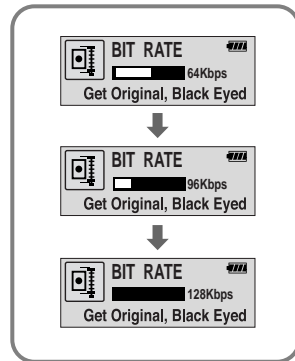 BIT RATE
64Kbps
Get Original, Black Eyed
BIT RATE
96Kbps
Get Original, Black Eyed
BIT RATE
128Kbps
Get Original, Black Eyed